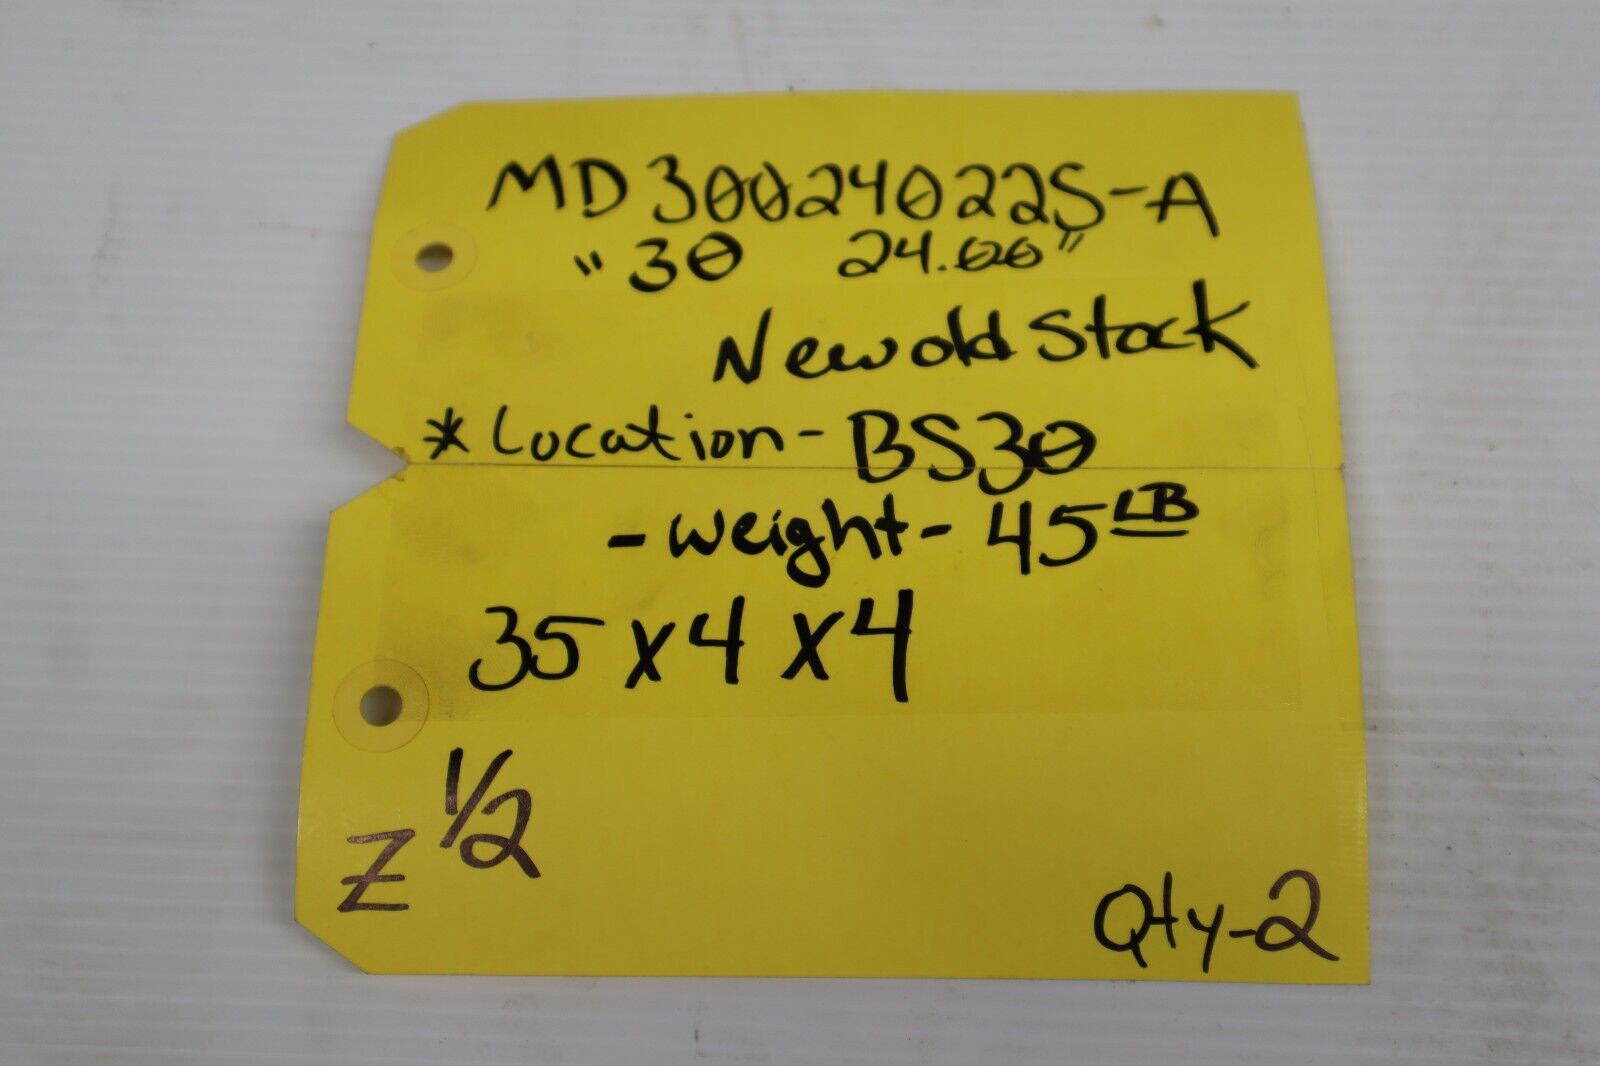 MD30024022S-A
"30 24.00"
New old Stock
* Location - BS30
- weight - 45 LB
35 x 4 x 4
Z 1/2
Qty-2